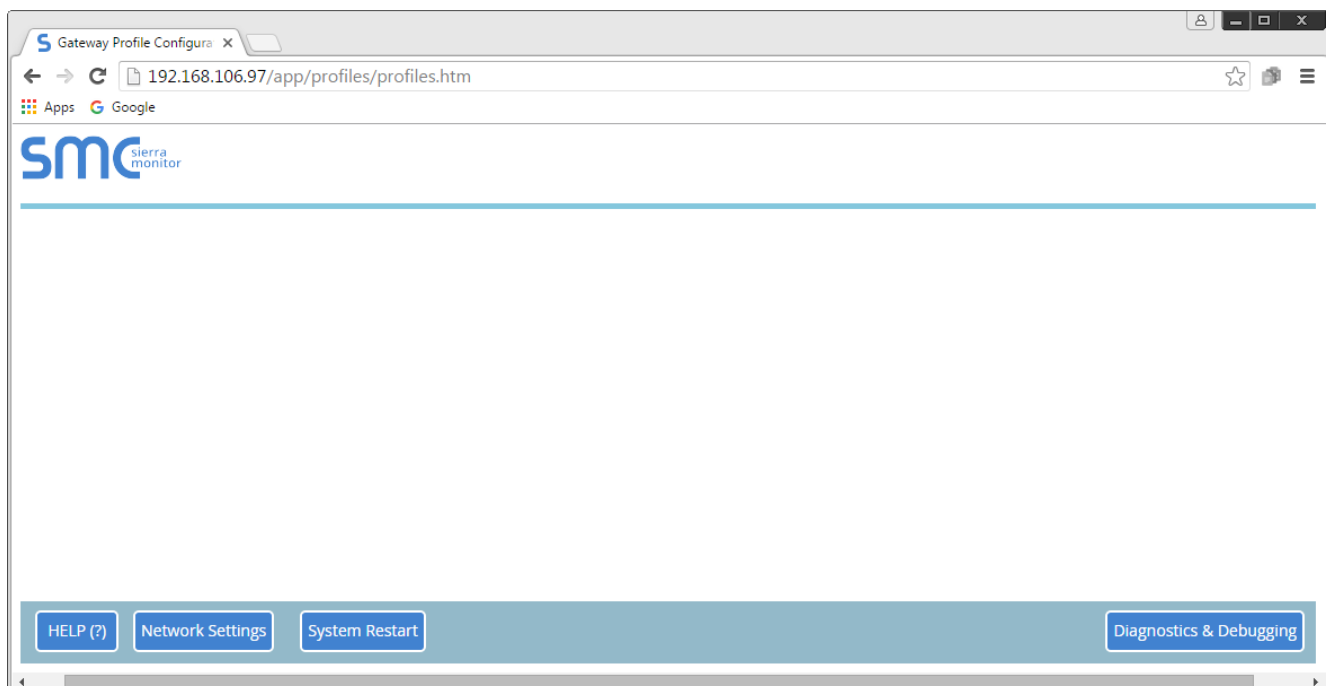 Gateway Profile Configura
192.168.106.97/app/profiles/profiles.htm
Apps Google
smc sierra monitor
HELP (?) Network Settings System Restart Diagnostics & Debugging